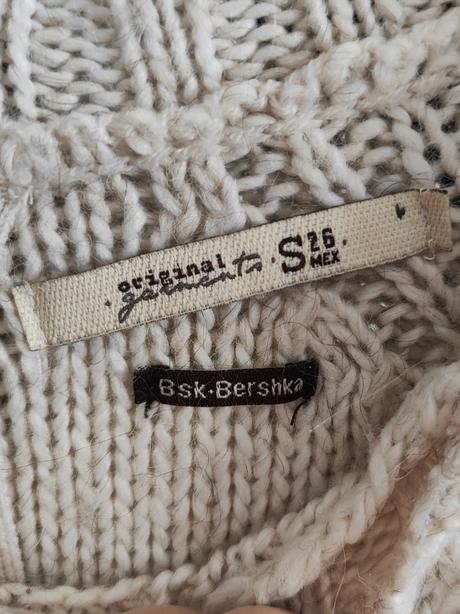 original
garments
·S 26 MEX·
Bsk·Bershka